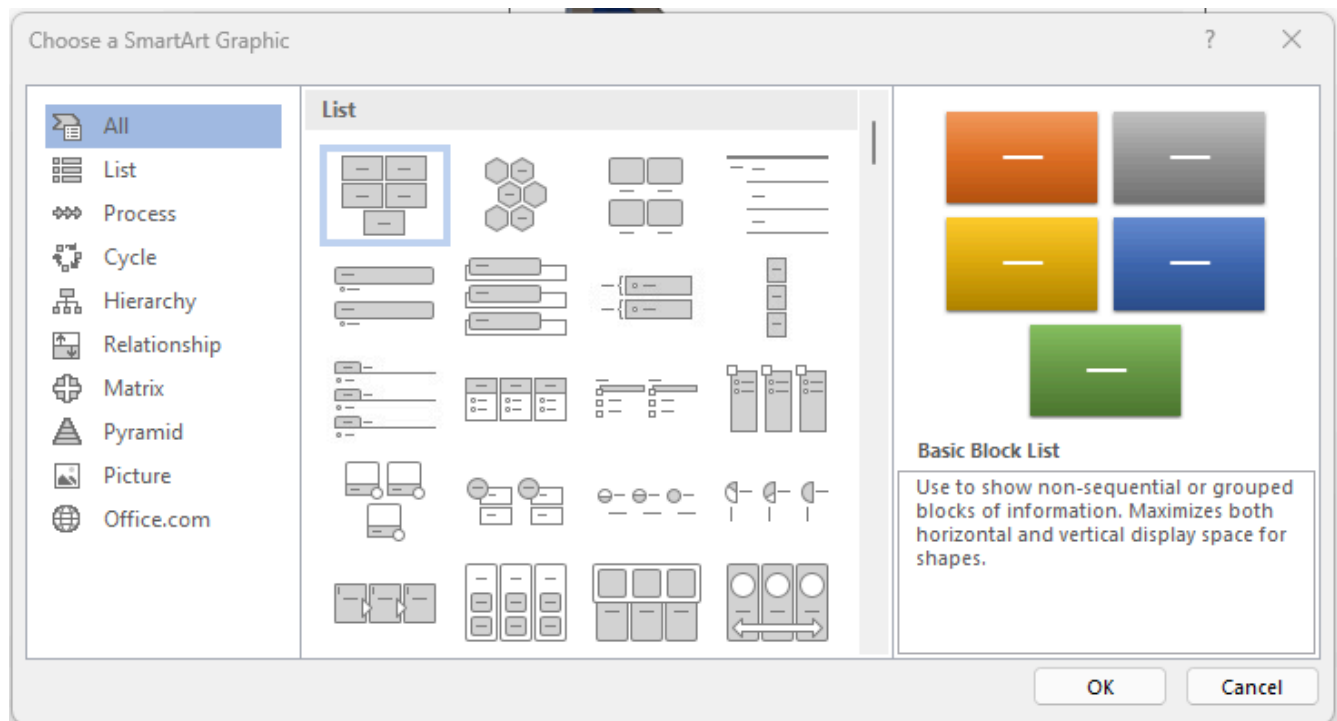 Choose a SmartArt Graphic
?
All
List
Process
Cycle
Hierarchy
Relationship
Matrix
Pyramid
Picture
Office.com
List
Basic Block List
Use to show non-sequential or grouped
blocks of information. Maximizes both
horizontal and vertical display space for
shapes.
OK
Cancel